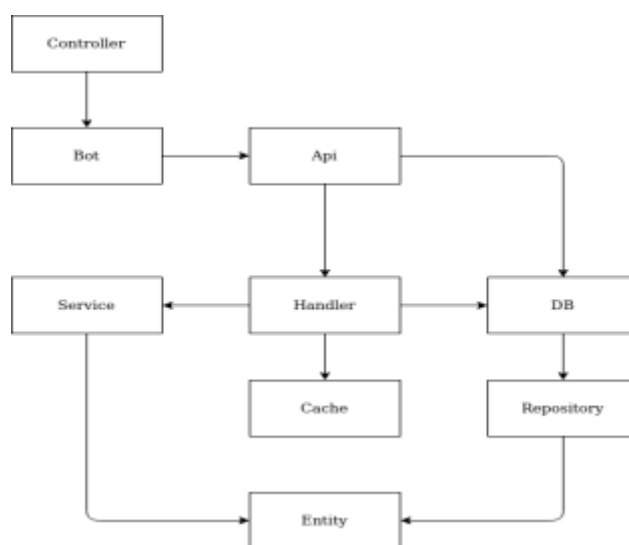 Controller
Bot
Api
Service
Handler
DB
Cache
Repository
Entity